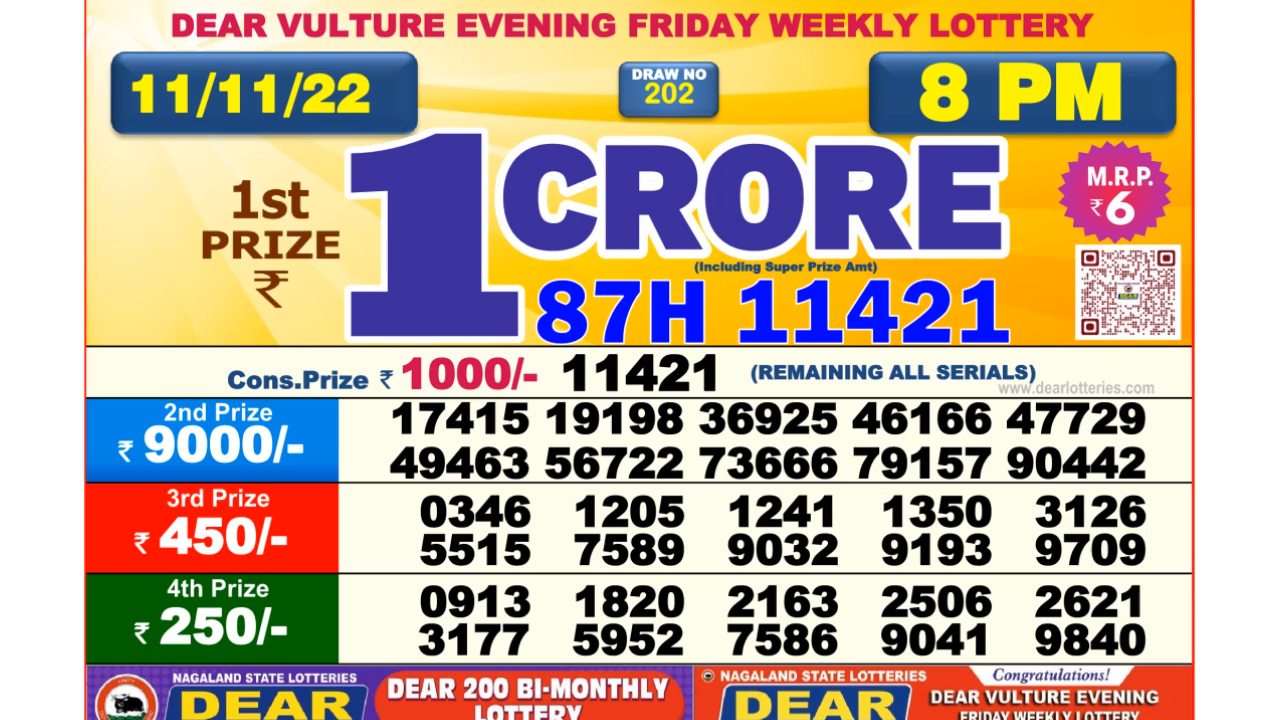 DEAR VULTURE EVENING FRIDAY WEEKLY LOTTERY
11/11/22
DRAW NO
202
8 PM
1st
PRIZE
₹
1 CRORE
M.R.P.
₹ 6
(Including Super Prize Amt)
87H 11421
Cons.Prize ₹ 1000/- 11421 (REMAINING ALL SERIALS)
www.dearlotteries.com
2nd Prize
₹ 9000/-
17415 19198 36925 46166 47729
49463 56722 73666 79157 90442
3rd Prize
₹ 450/-
0346 1205 1241 1350 3126
5515 7589 9032 9193 9709
4th Prize
₹ 250/-
0913 1820 2163 2506 2621
3177 5952 7586 9041 9840
NAGALAND STATE LOTTERIES
DEAR
DEAR 200 BI-MONTHLY
LOTTERY
NAGALAND STATE LOTTERIES
DEAR
Congratulations!
DEAR VULTURE EVENING
FRIDAY WEEKLY LOTTERY